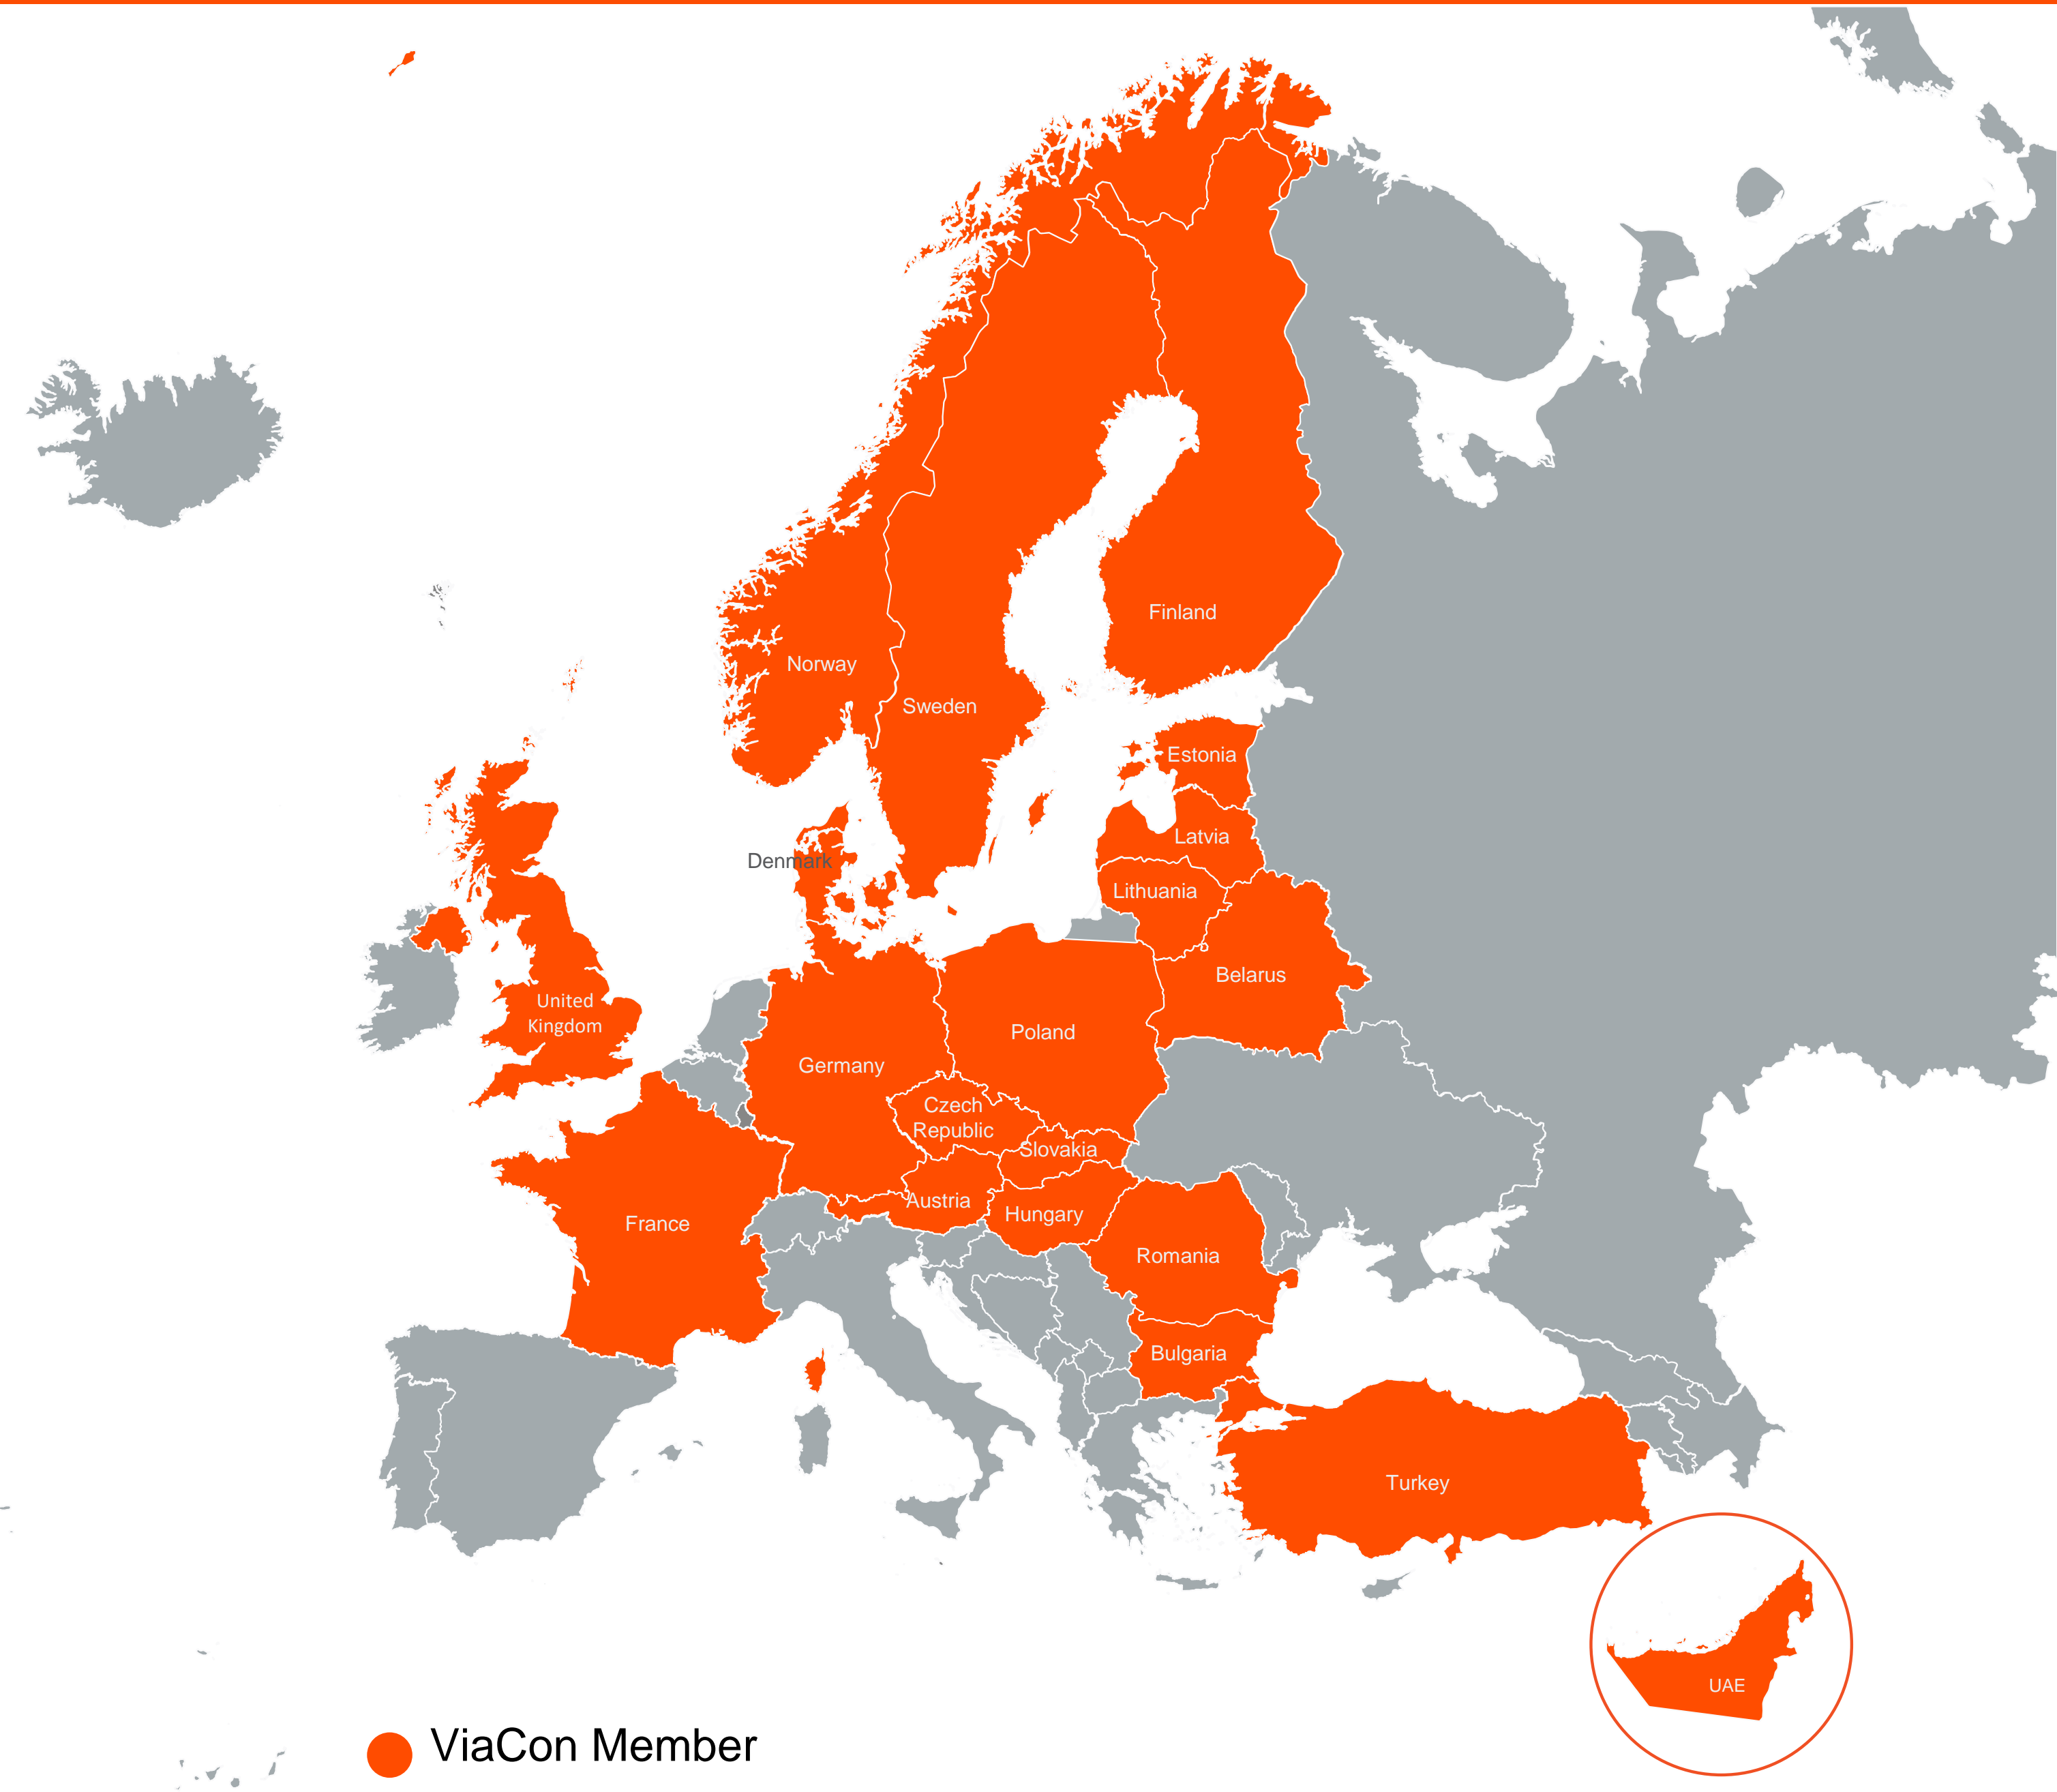 Finland
Norway
Sweden
Estonia
Latvia
Denmark
Lithuania
Belarus
United
Kingdom
Poland
Germany
Czech
Republic
Slovakia
Austria
Hungary
France
Romania
Bulgaria
Turkey
UAE
ViaCon Member